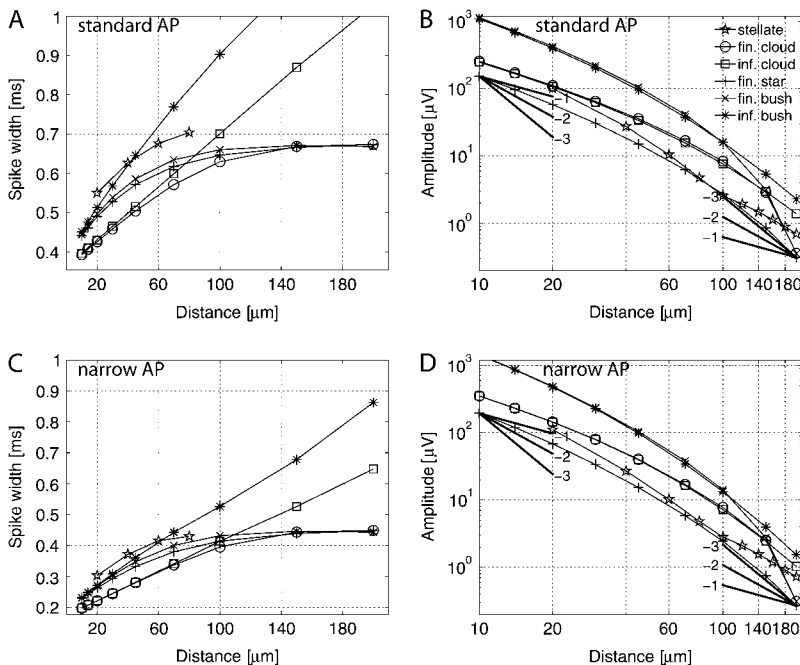 A
standard AP
1
0.9
0.8
0.7
0.6
0.5
0.4
Spike width [ms]
20
60
100
140
180
Distance [μm]
B
standard AP
10³
10²
10¹
10⁰
Amplitude [μV]
stellate
fin. cloud
inf. cloud
fin. star
fin. bush
inf. bush
−1
−2
−3
−3
−2
−1
10
20
60
100
140
180
Distance [μm]
C
narrow AP
1
0.9
0.8
0.7
0.6
0.5
0.4
0.3
0.2
Spike width [ms]
20
60
100
140
180
Distance [μm]
D
narrow AP
10³
10²
10¹
10⁰
Amplitude [μV]
−1
−2
−3
−3
−2
−1
10
20
60
100
140
180
Distance [μm]